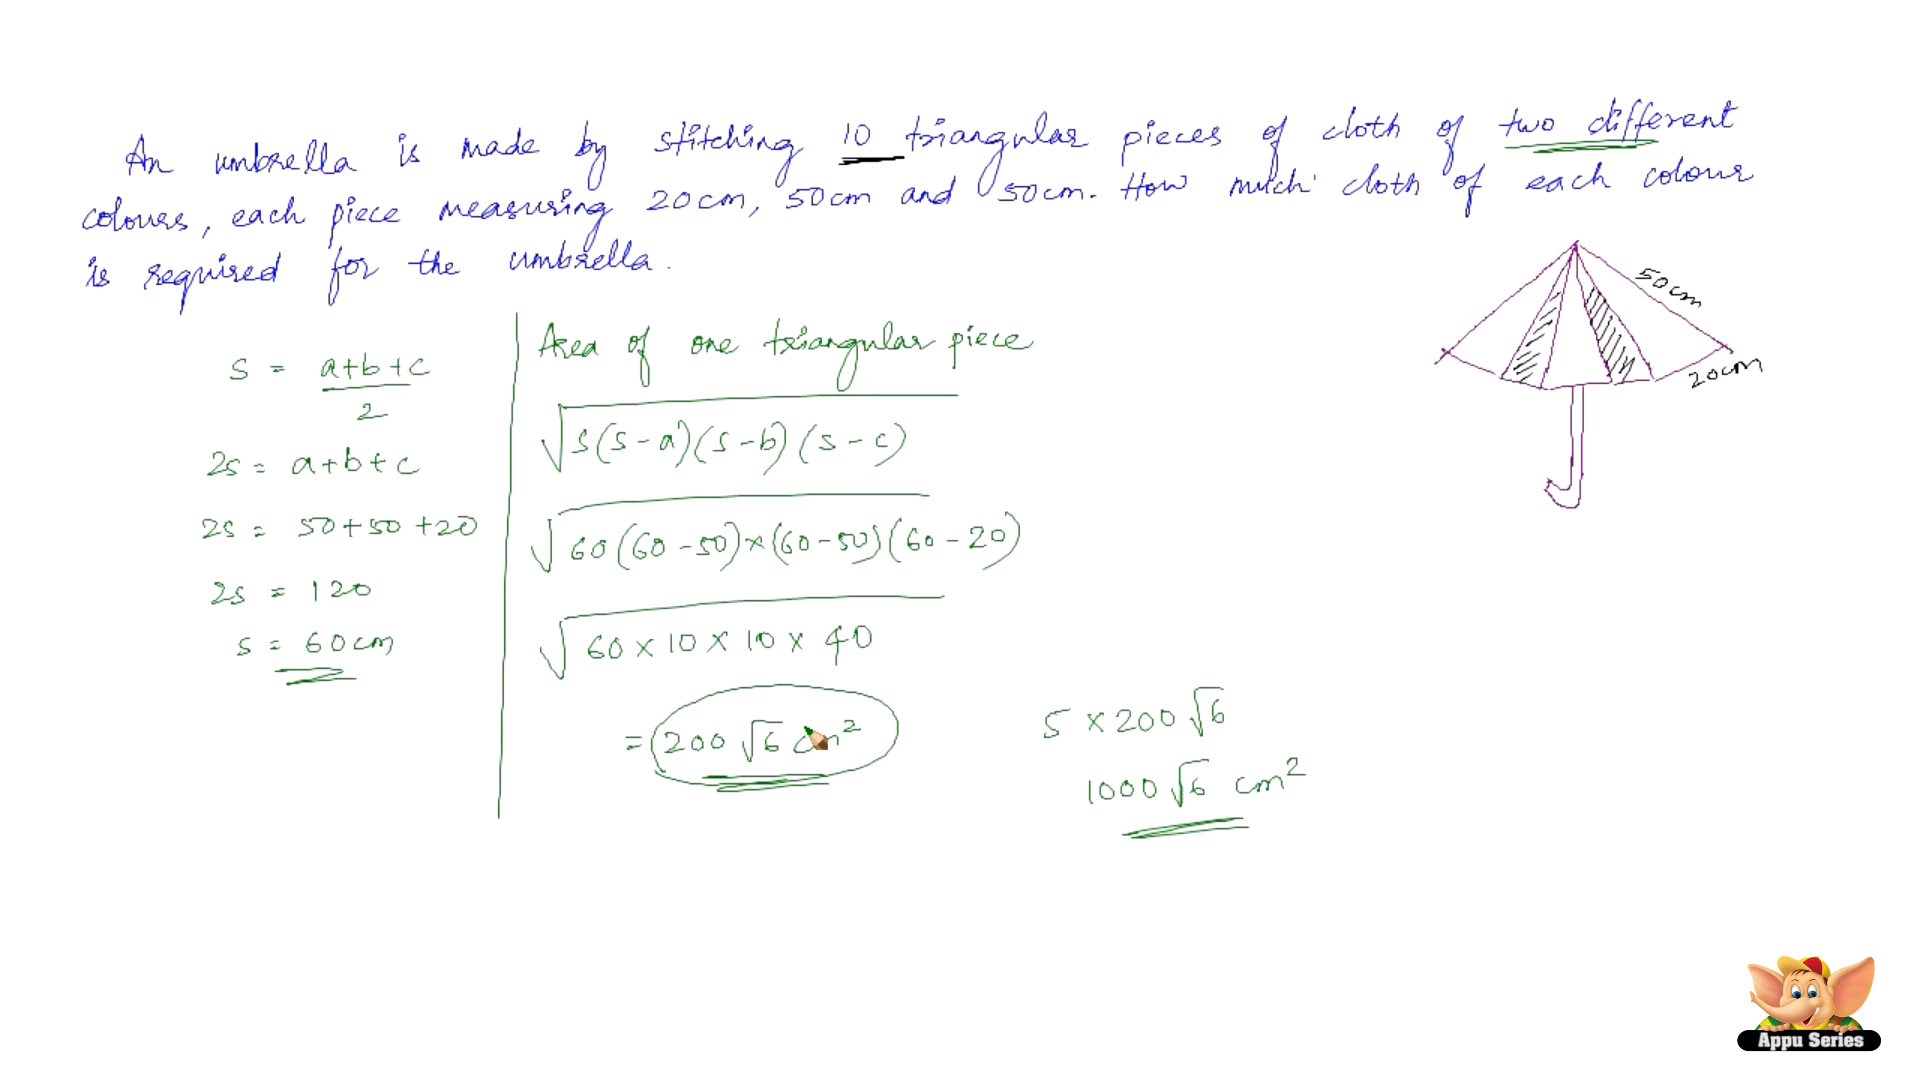 An umbrella is made by stitching 10 triangular pieces of cloth of two different
colours, each piece measuring 20cm, 50cm and 50cm. How much cloth of each colour
is required for the umbrella.
50cm
20cm
s = a+b+c
2
2s = a+b+c
2s = 50+50+20
2s = 120
s = 60cm
Area of one triangular piece
√s(s-a)(s-b)(s-c)
√60(60-50)×(60-50)(60-20)
√60×10×10×40
= 200√6 cm²
5×200√6
1000√6 cm²
Appu Series